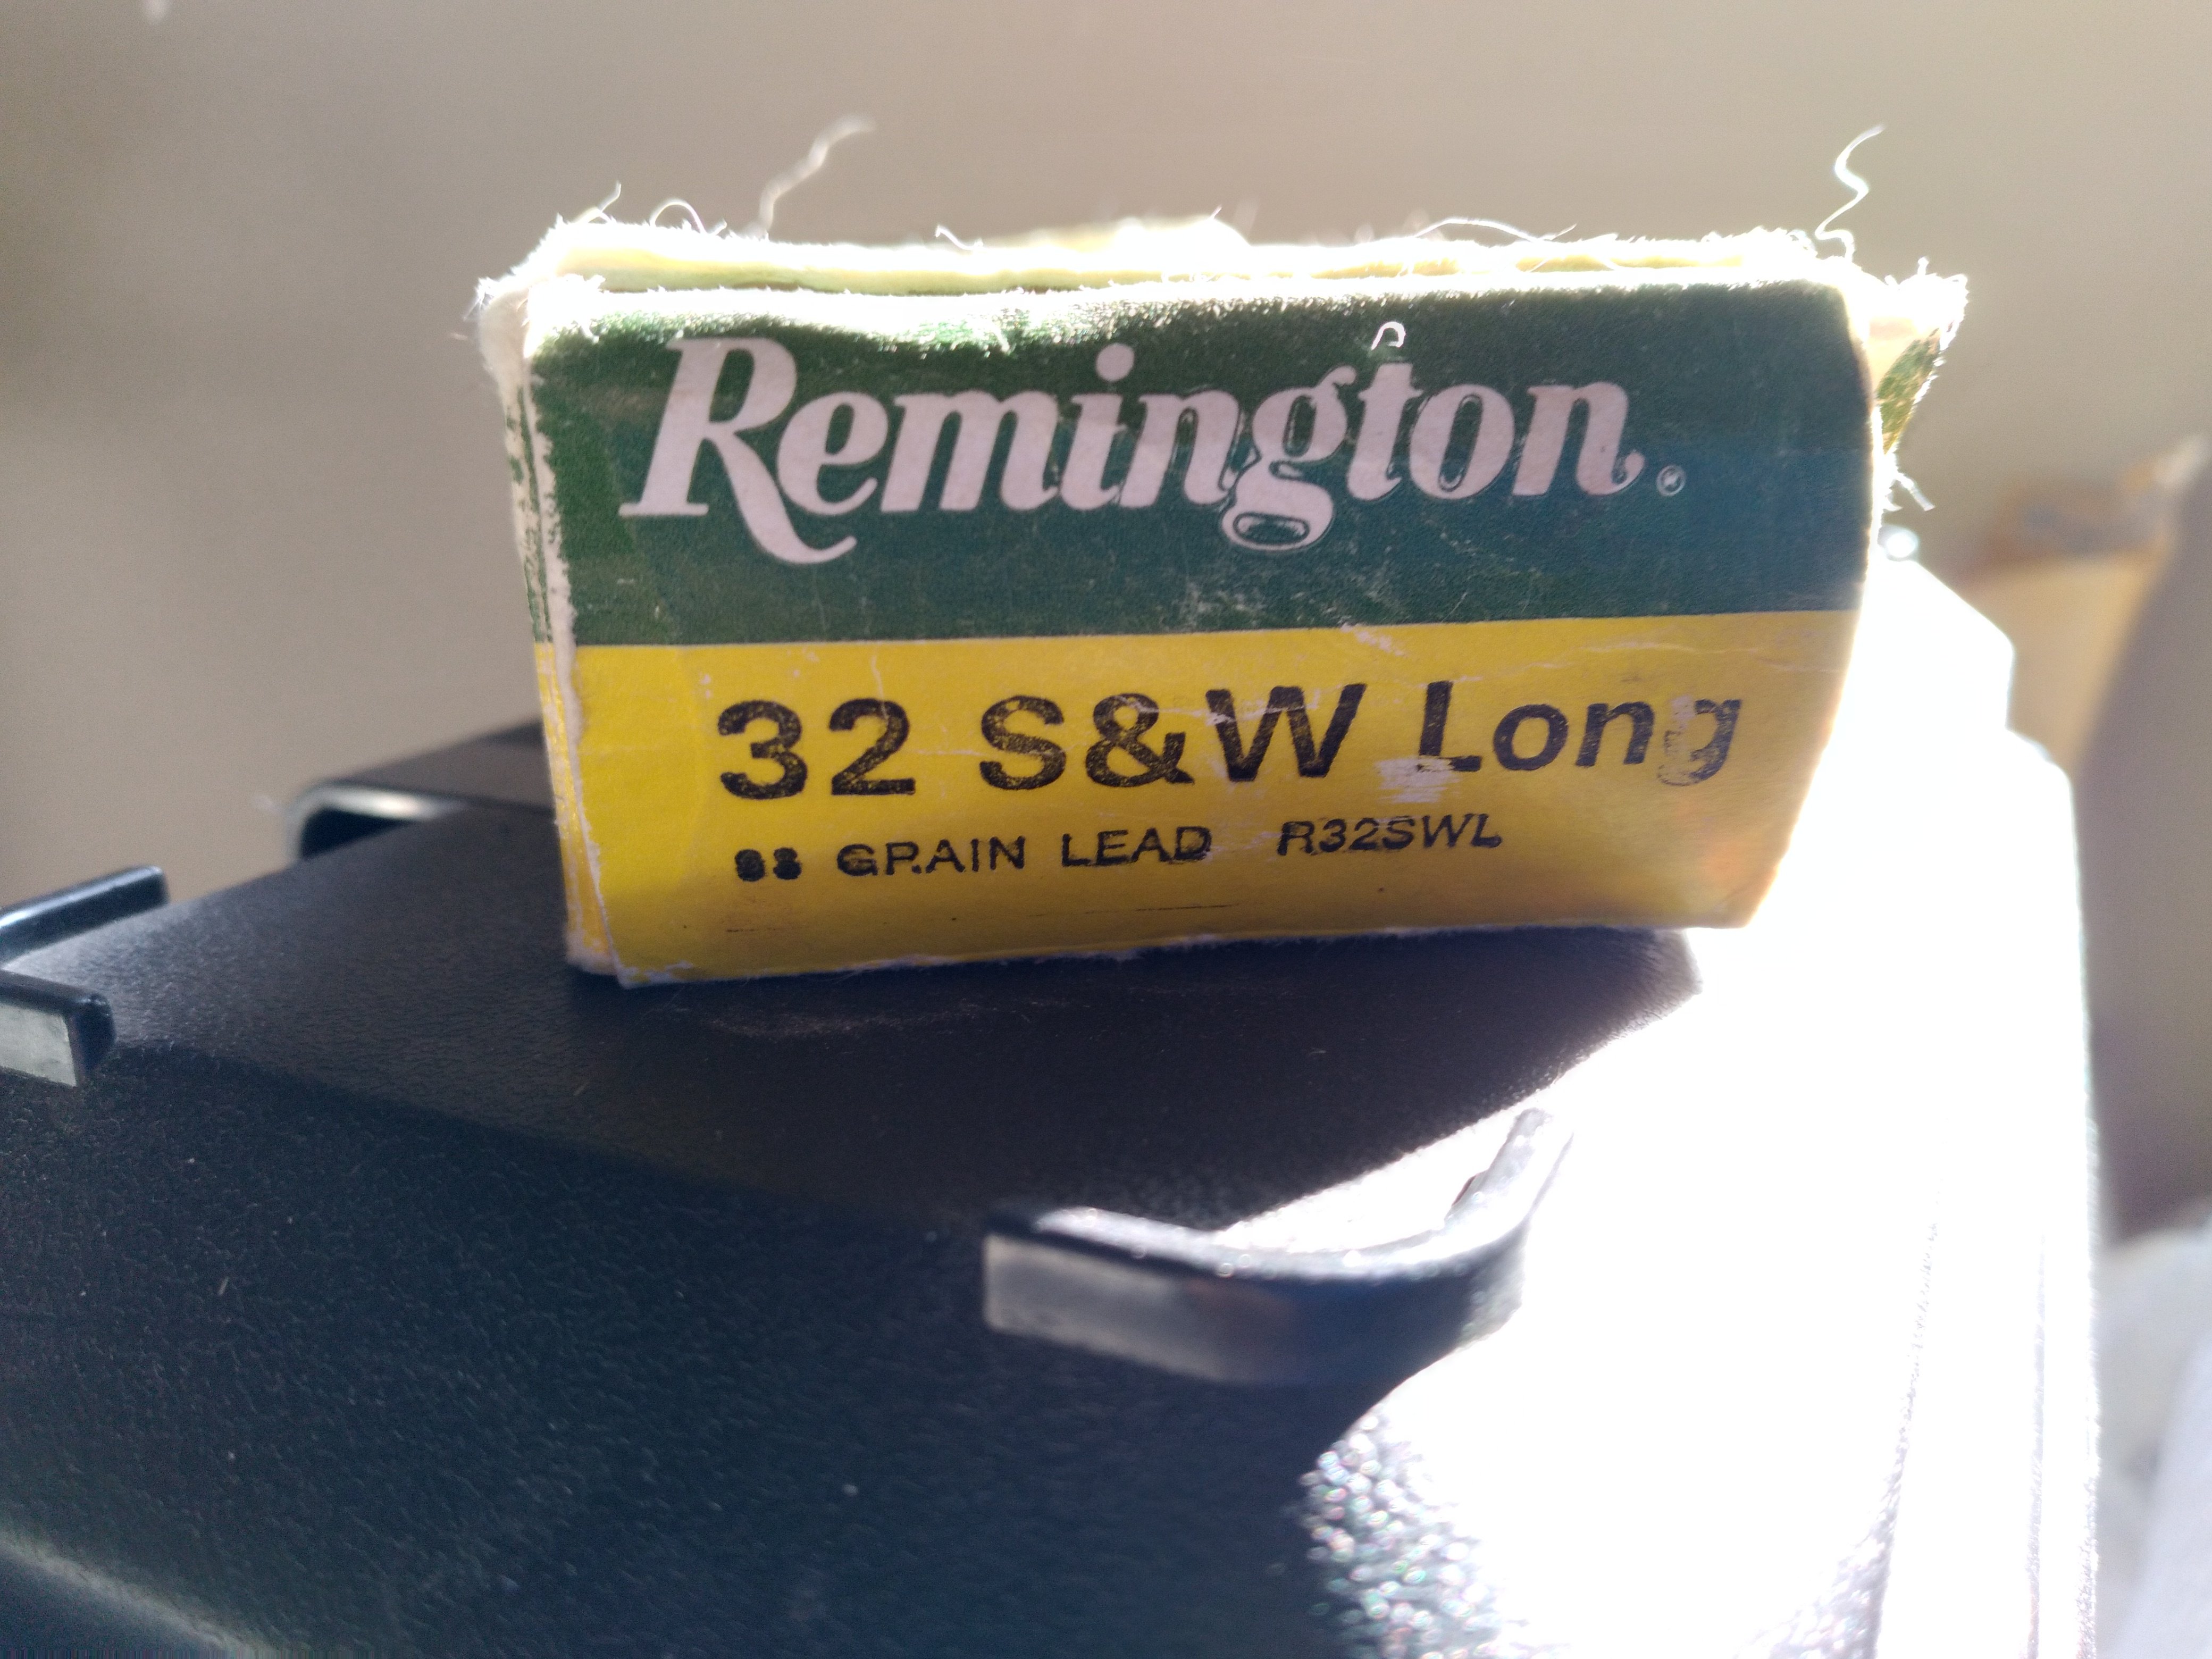 Remington®
32 S&W Long
98 GRAIN LEAD R32SWL